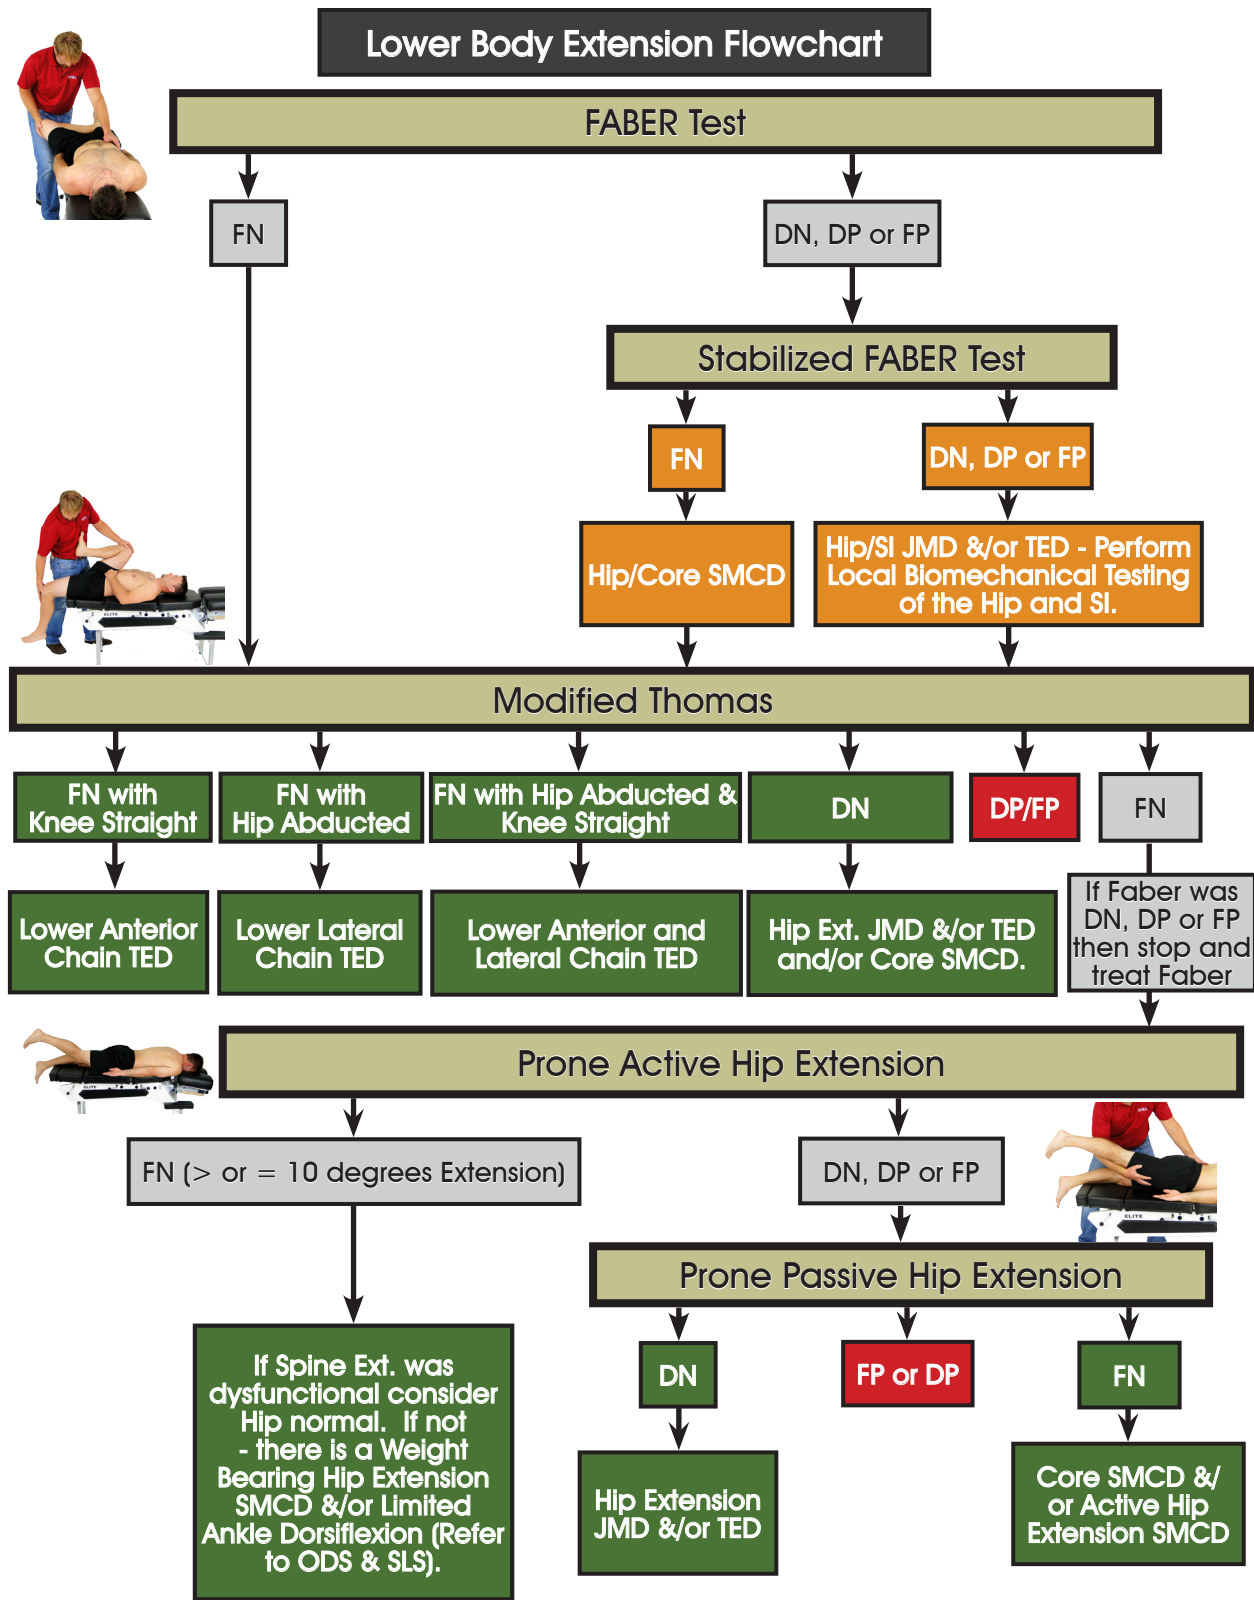 Lower Body Extension Flowchart
FABER Test
FN
DN, DP or FP
Stabilized FABER Test
FN
DN, DP or FP
Hip/Core SMCD
Hip/SI JMD &/or TED - Perform
Local Biomechanical Testing
of the Hip and SI.
Modified Thomas
FN with
Knee Straight
FN with
Hip Abducted
FN with Hip Abducted &
Knee Straight
DN
DP/FP
FN
Lower Anterior
Chain TED
Lower Lateral
Chain TED
Lower Anterior and
Lateral Chain TED
Hip Ext. JMD &/or TED
and/or Core SMCD.
If Faber was
DN, DP or FP
then stop and
treat Faber
Prone Active Hip Extension
FN (> or = 10 degrees Extension)
DN, DP or FP
Prone Passive Hip Extension
If Spine Ext. was
dysfunctional consider
Hip normal.  If not
- there is a Weight
Bearing Hip Extension
SMCD &/or Limited
Ankle Dorsiflexion (Refer
to ODS & SLS).
DN
FP or DP
FN
Hip Extension
JMD &/or TED
Core SMCD &/
or Active Hip
Extension SMCD
ELITE
ELITE
ELITE